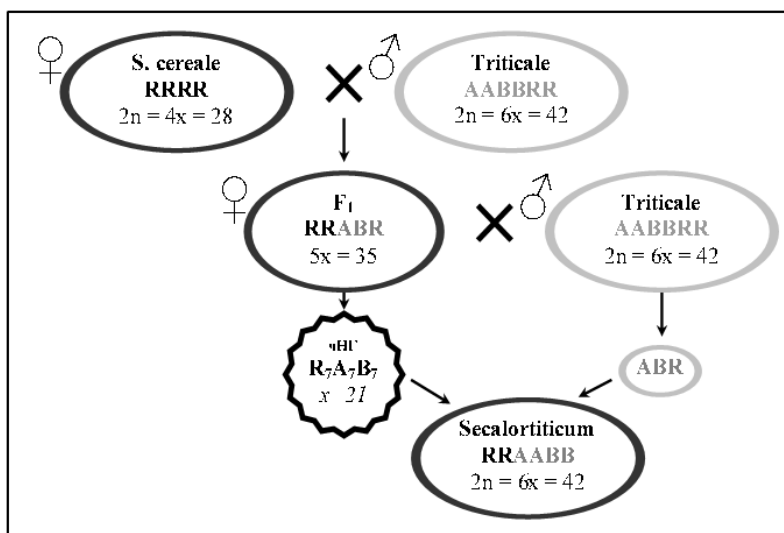 ♀
S. cereale
RRRR
2n = 4x = 28
♂
Triticale
AABBRR
2n = 6x = 42
♀
F₁
RRABR
5x = 35
♂
Triticale
AABBRR
2n = 6x = 42
R₇A₇B₇
x 21
ABR
Secalortiticum
RRAABB
2n = 6x = 42